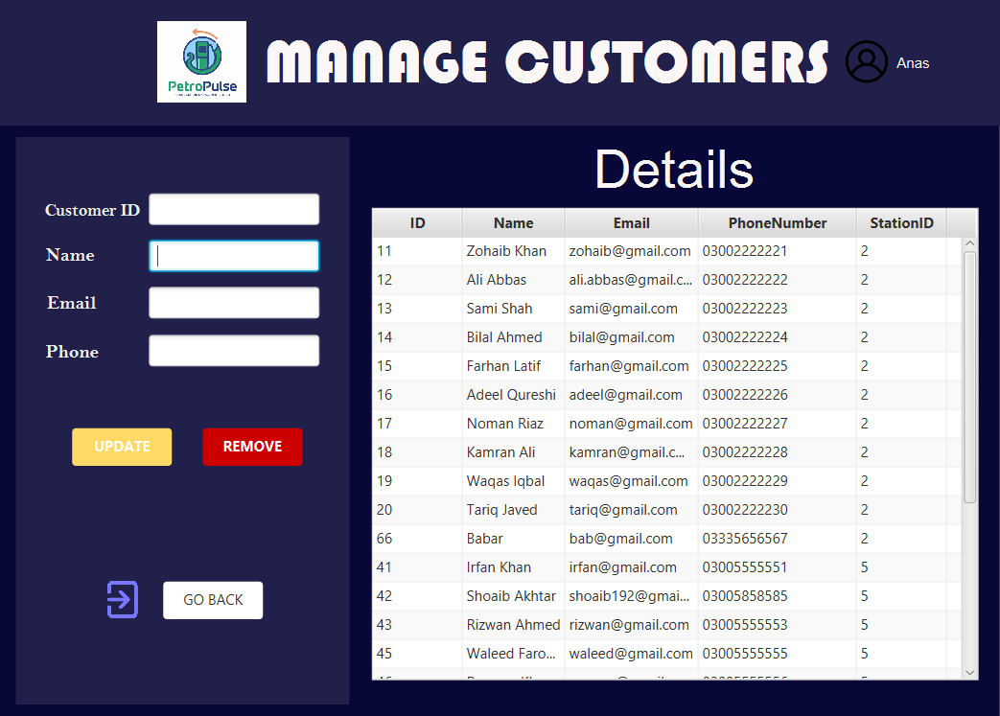 PetroPulse
MANAGE CUSTOMERS
Anas
Customer ID
Name
Email
Phone
UPDATE
REMOVE
GO BACK
Details
ID Name Email PhoneNumber StationID
11 Zohaib Khan zohaib@gmail.com 03002222221 2
12 Ali Abbas ali.abbas@gmail.c... 03002222222 2
13 Sami Shah sami@gmail.com 03002222223 2
14 Bilal Ahmed bilal@gmail.com 03002222224 2
15 Farhan Latif farhan@gmail.com 03002222225 2
16 Adeel Qureshi adeel@gmail.com 03002222226 2
17 Noman Riaz noman@gmail.com 03002222227 2
18 Kamran Ali kamran@gmail.c... 03002222228 2
19 Waqas Iqbal waqas@gmail.com 03002222229 2
20 Tariq Javed tariq@gmail.com 03002222230 2
66 Babar bab@gmail.com 03335656567 2
41 Irfan Khan irfan@gmail.com 03005555551 5
42 Shoaib Akhtar shoaib192@gmai... 03005858585 5
43 Rizwan Ahmed rizwan@gmail.com 03005555553 5
45 Waleed Faro... waleed@gmail.com 03005555555 5